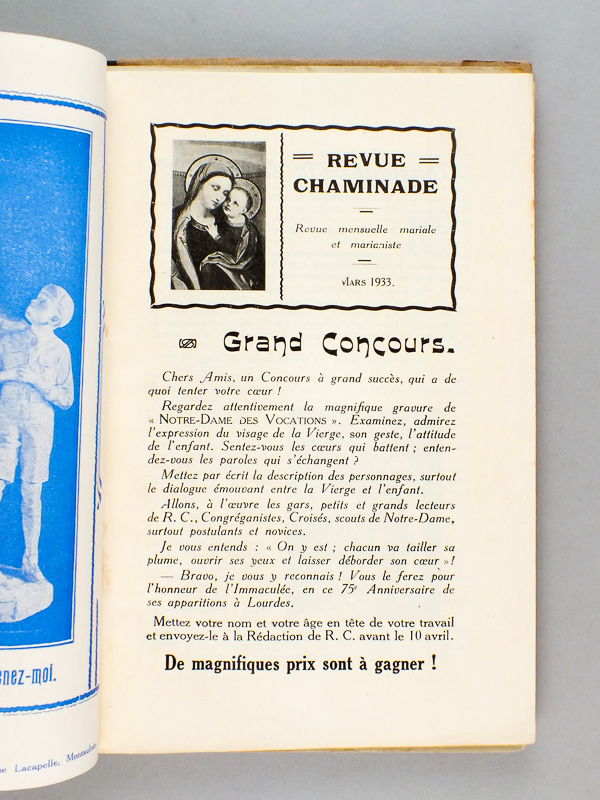 REVUE
CHAMINADE
Revue mensuelle mariale
et marianiste
MARS 1933.
Grand Concours.
Chers Amis, un Concours à grand succès, qui a de
quoi tenter votre cœur !
Regardez attentivement la magnifique gravure de
« NOTRE-DAME DES VOCATIONS ». Examinez, admirez
l'expression du visage de la Vierge, son geste, l'attitude
de l'enfant. Sentez-vous les cœurs qui battent ; enten-
dez-vous les paroles qui s'échangent ?
Mettez par écrit la description des personnages, surtout
le dialogue émouvant entre la Vierge et l'enfant.
Allons, à l'œuvre les gars, petits et grands lecteurs
de R. C., Congréganistes, Croisés, scouts de Notre-Dame,
surtout postulants et novices.
Je vous entends : « On y est ; chacun va tailler sa
plume, ouvrir ses yeux et laisser déborder son cœur » !
— Bravo, je vous y reconnais ! Vous le ferez pour
l'honneur de l'Immaculée, en ce 75e Anniversaire de
ses apparitions à Lourdes.
Mettez votre nom et votre âge en tête de votre travail
et envoyez-le à la Rédaction de R. C. avant le 10 avril.
De magnifiques prix sont à gagner !
enez-moi.
ue Lacapelle, Montauban